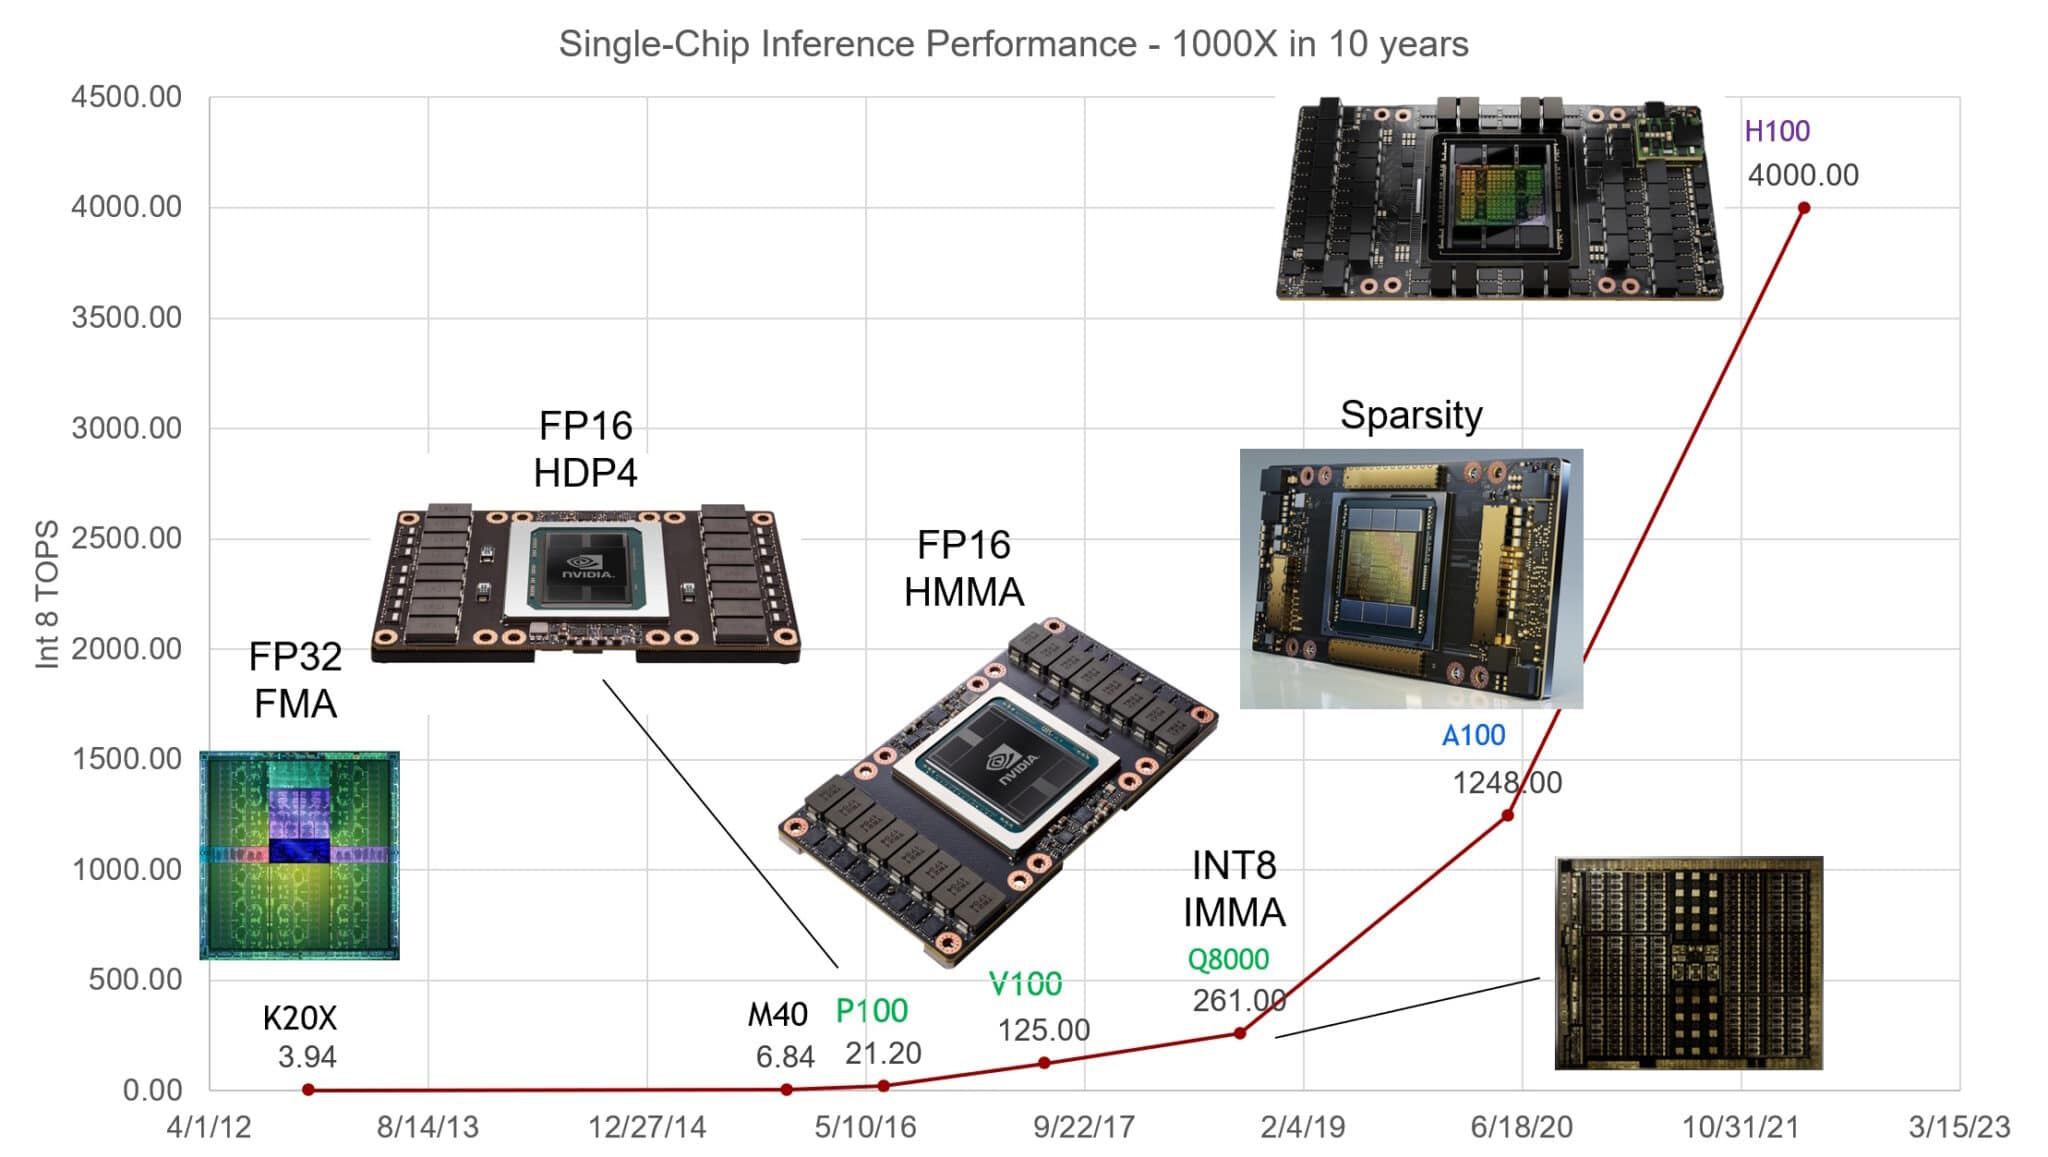 Single-Chip Inference Performance - 1000X in 10 years
Int 8 TOPS
4500.00
4000.00
3500.00
3000.00
2500.00
2000.00
1500.00
1000.00
500.00
0.00
4/1/12
8/14/13
12/27/14
5/10/16
9/22/17
2/4/19
6/18/20
10/31/21
3/15/23
FP32
FMA
K20X
3.94
FP16
HDP4
NVIDIA.
M40
6.84
P100
21.20
FP16
HMMA
NVIDIA.
V100
125.00
INT8
IMMA
Q8000
261.00
Sparsity
A100
1248.00
H100
4000.00